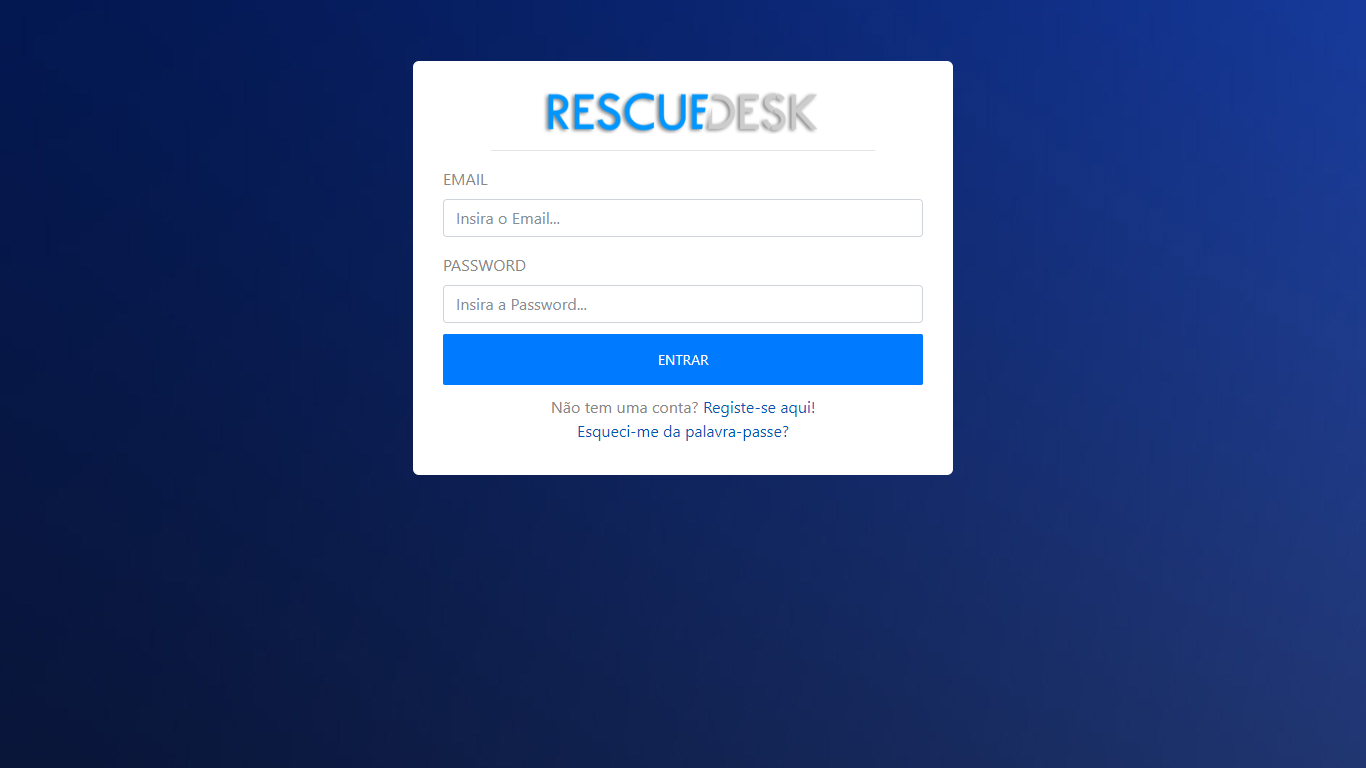 RESCUEDESK
EMAIL
Insira o Email...
PASSWORD
Insira a Password...
ENTRAR
Não tem uma conta? Registe-se aqui!
Esqueci-me da palavra-passe?